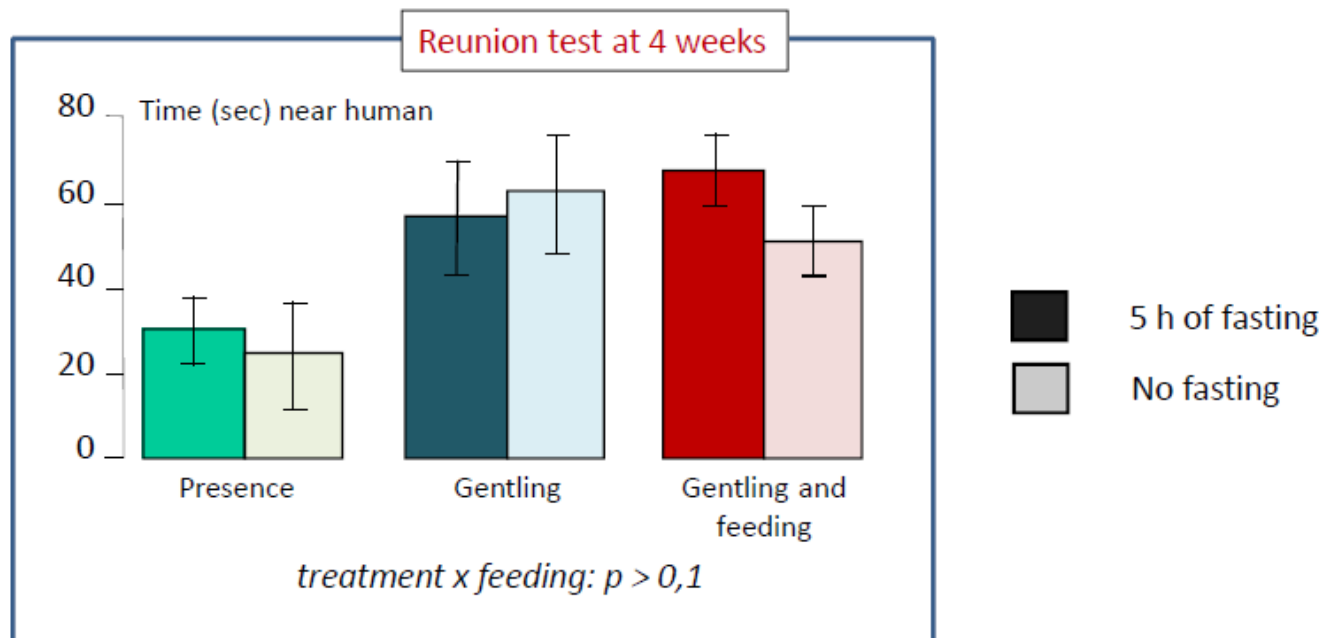 Reunion test at 4 weeks
80
Time (sec) near human
60
40
20
0
Presence
Gentling
Gentling and
feeding
treatment x feeding: p > 0,1
5 h of fasting
No fasting